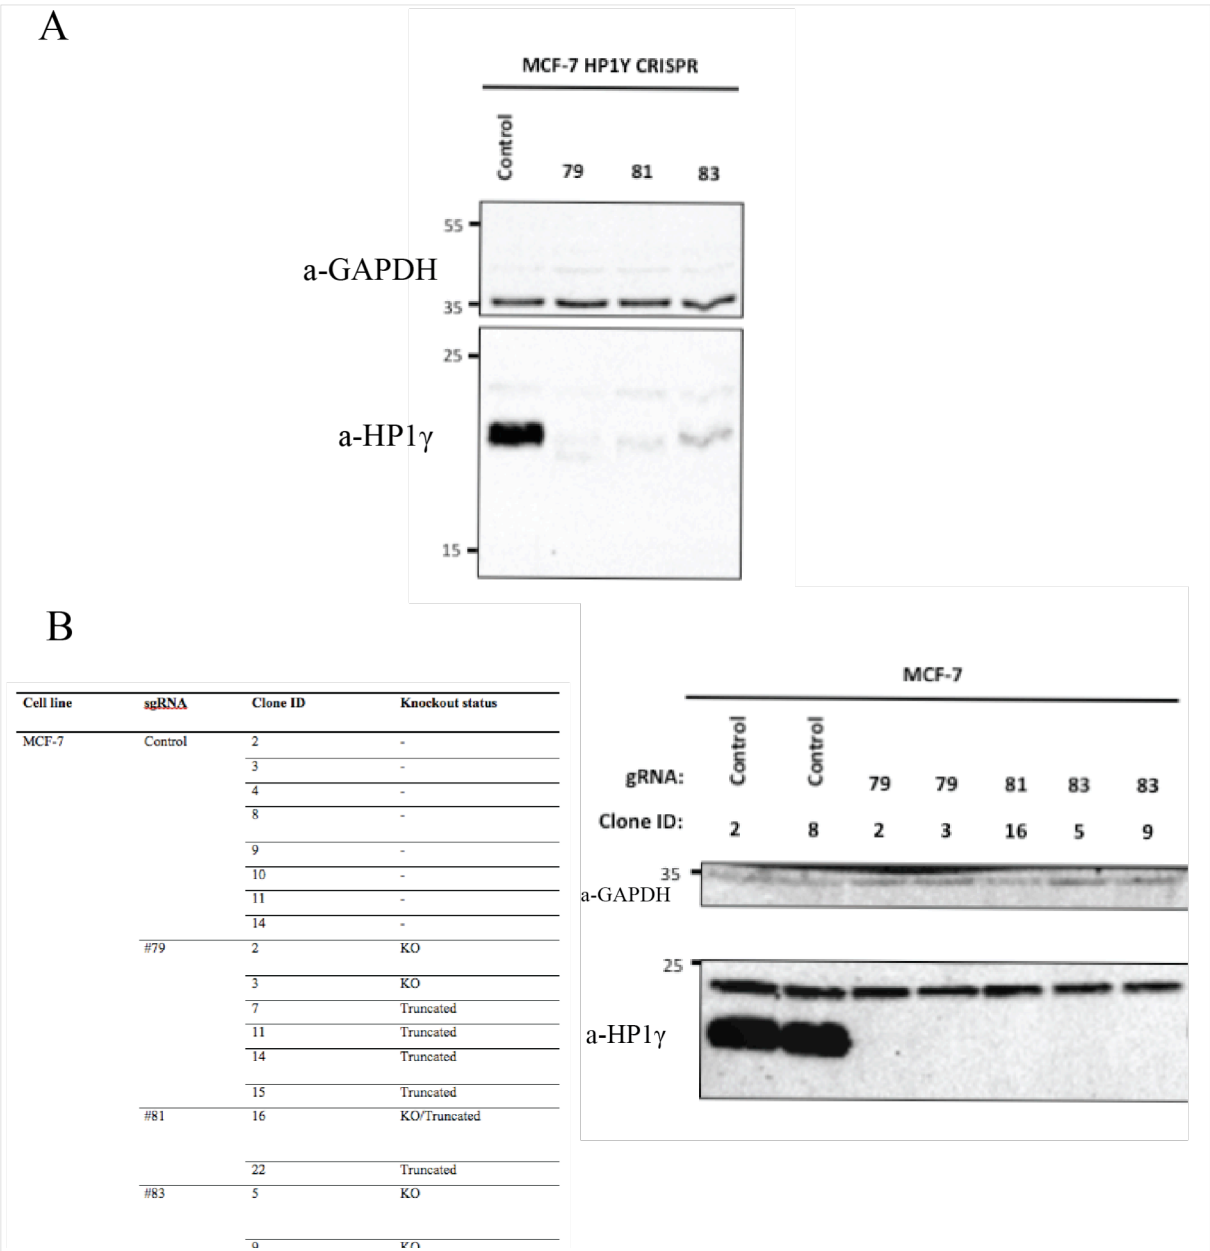 A
MCF-7 HP1Y CRISPR
Control
79 81 83
55
a-GAPDH
35
25
a-HP1γ
15
B
Cell line sgRNA Clone ID Knockout status
MCF-7 Control 2 -
3 -
4 -
8 -
9 -
10 -
11 -
14 -
#79 2 KO
3 KO
7 Truncated
11 Truncated
14 Truncated
15 Truncated
#81 16 KO/Truncated
22 Truncated
#83 5 KO
9 KO
MCF-7
gRNA: Control Control 79 79 81 83 83
Clone ID: 2 8 2 3 16 5 9
35
a-GAPDH
25
a-HP1γ